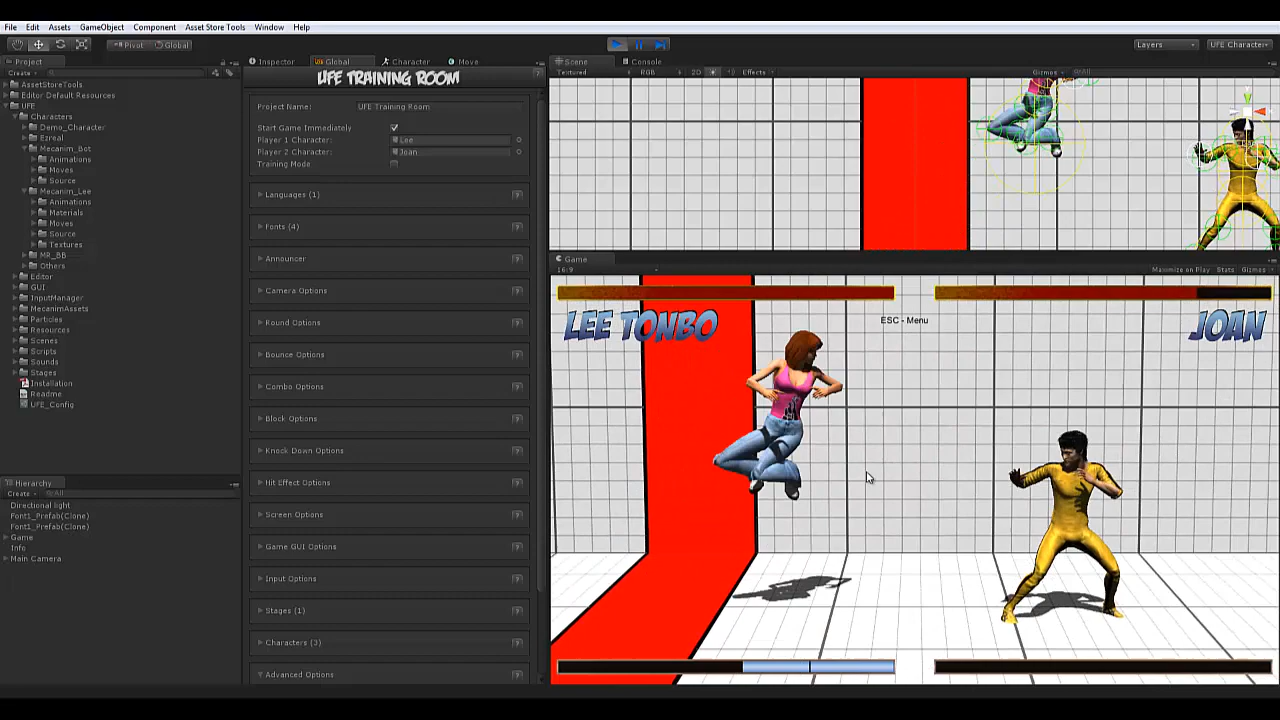 File Edit Assets GameObject Component Asset Store Tools Window Help
Pivot Global Layers UFE Character
Project
Create
AssetStoreTools
Editor Default Resources
UFE
Characters
Demo_Character
Ezreal
Mecanim_Bot
Animations
Moves
Source
Mecanim_Lee
Animations
Materials
Moves
Source
Textures
MR_BB
Others
Editor
GUI
InputManager
MecanimAssets
Particles
Resources
Scenes
Scripts
Sounds
Stages
Installation
Readme
UFE_Config
Hierarchy
Create All
Directional light
Font1_Prefab(Clone)
Font1_Prefab(Clone)
Game
Info
Main Camera
Inspector Global Character Move
UFE TRAINING ROOM
Project Name: UFE Training Room
Start Game Immediately
Player 1 Character: Lee
Player 2 Character: Joan
Training Mode
Languages (1)
Fonts (4)
Announcer
Camera Options
Round Options
Bounce Options
Combo Options
Block Options
Knock Down Options
Hit Effect Options
Screen Options
Game GUI Options
Input Options
Stages (1)
Characters (3)
Advanced Options
Scene Console
Textured RGB 2D Effects Gizmos All
Game
16:9 Maximize on Play Stats Gizmos
LEE TONBO
ESC - Menu
JOAN